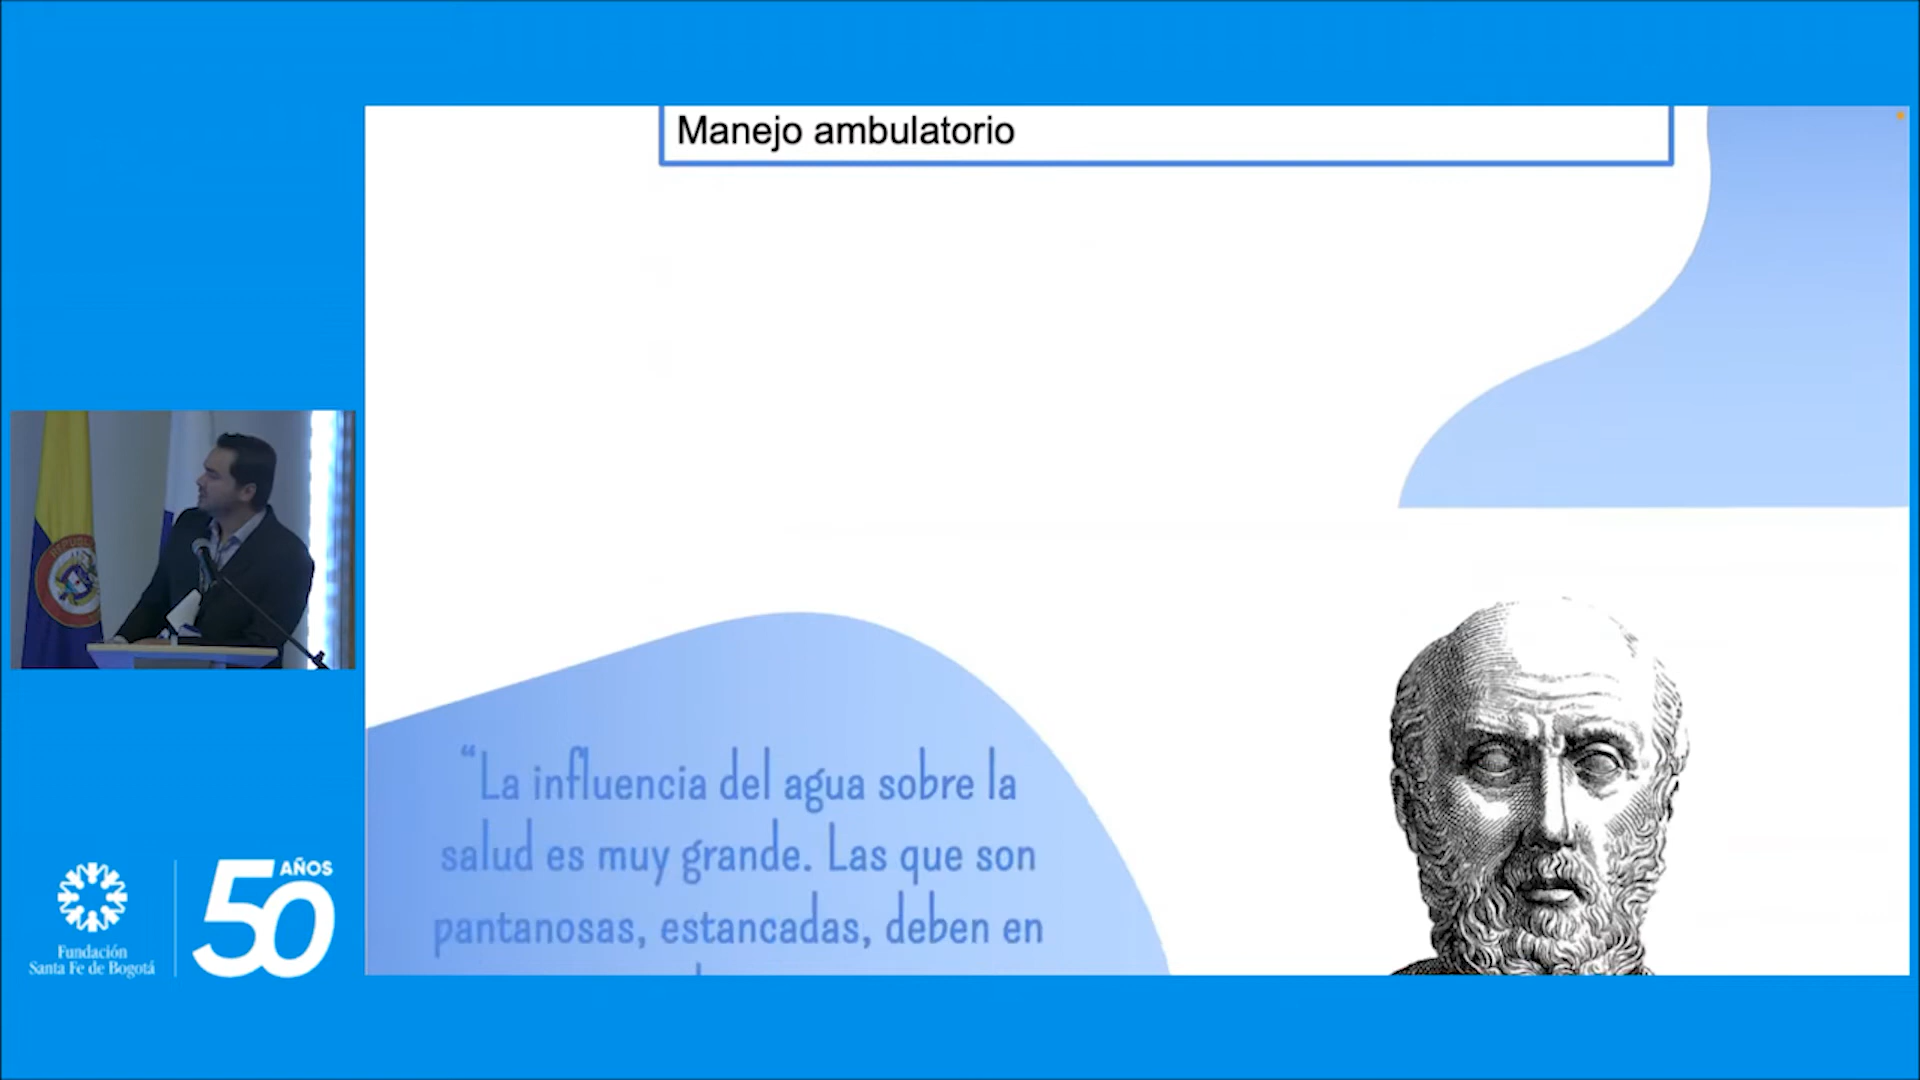 Manejo ambulatorio
“La influencia del agua sobre la
salud es muy grande. Las que son
pantanosas, estancadas, deben en
50 AÑOS
Fundación
Santa Fe de Bogotá